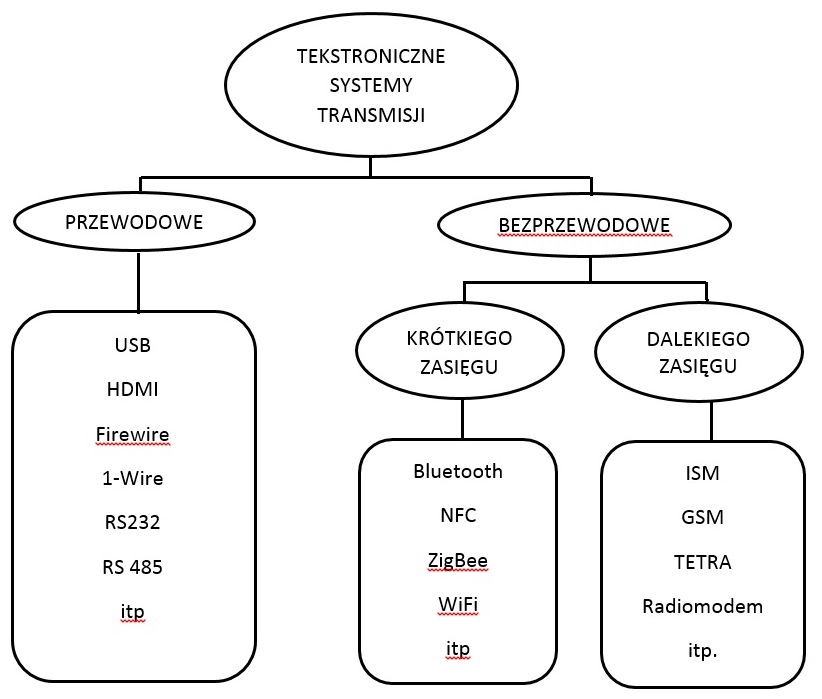 TEKSTRONICZNE
SYSTEMY
TRANSMISJI
PRZEWODOWE
BEZPRZEWODOWE
USB
HDMI
Firewire
1-Wire
RS232
RS 485
itp
KRÓTKIEGO
ZASIĘGU
Bluetooth
NFC
ZigBee
WiFi
itp
DALEKIEGO
ZASIĘGU
ISM
GSM
TETRA
Radiomodem
itp.